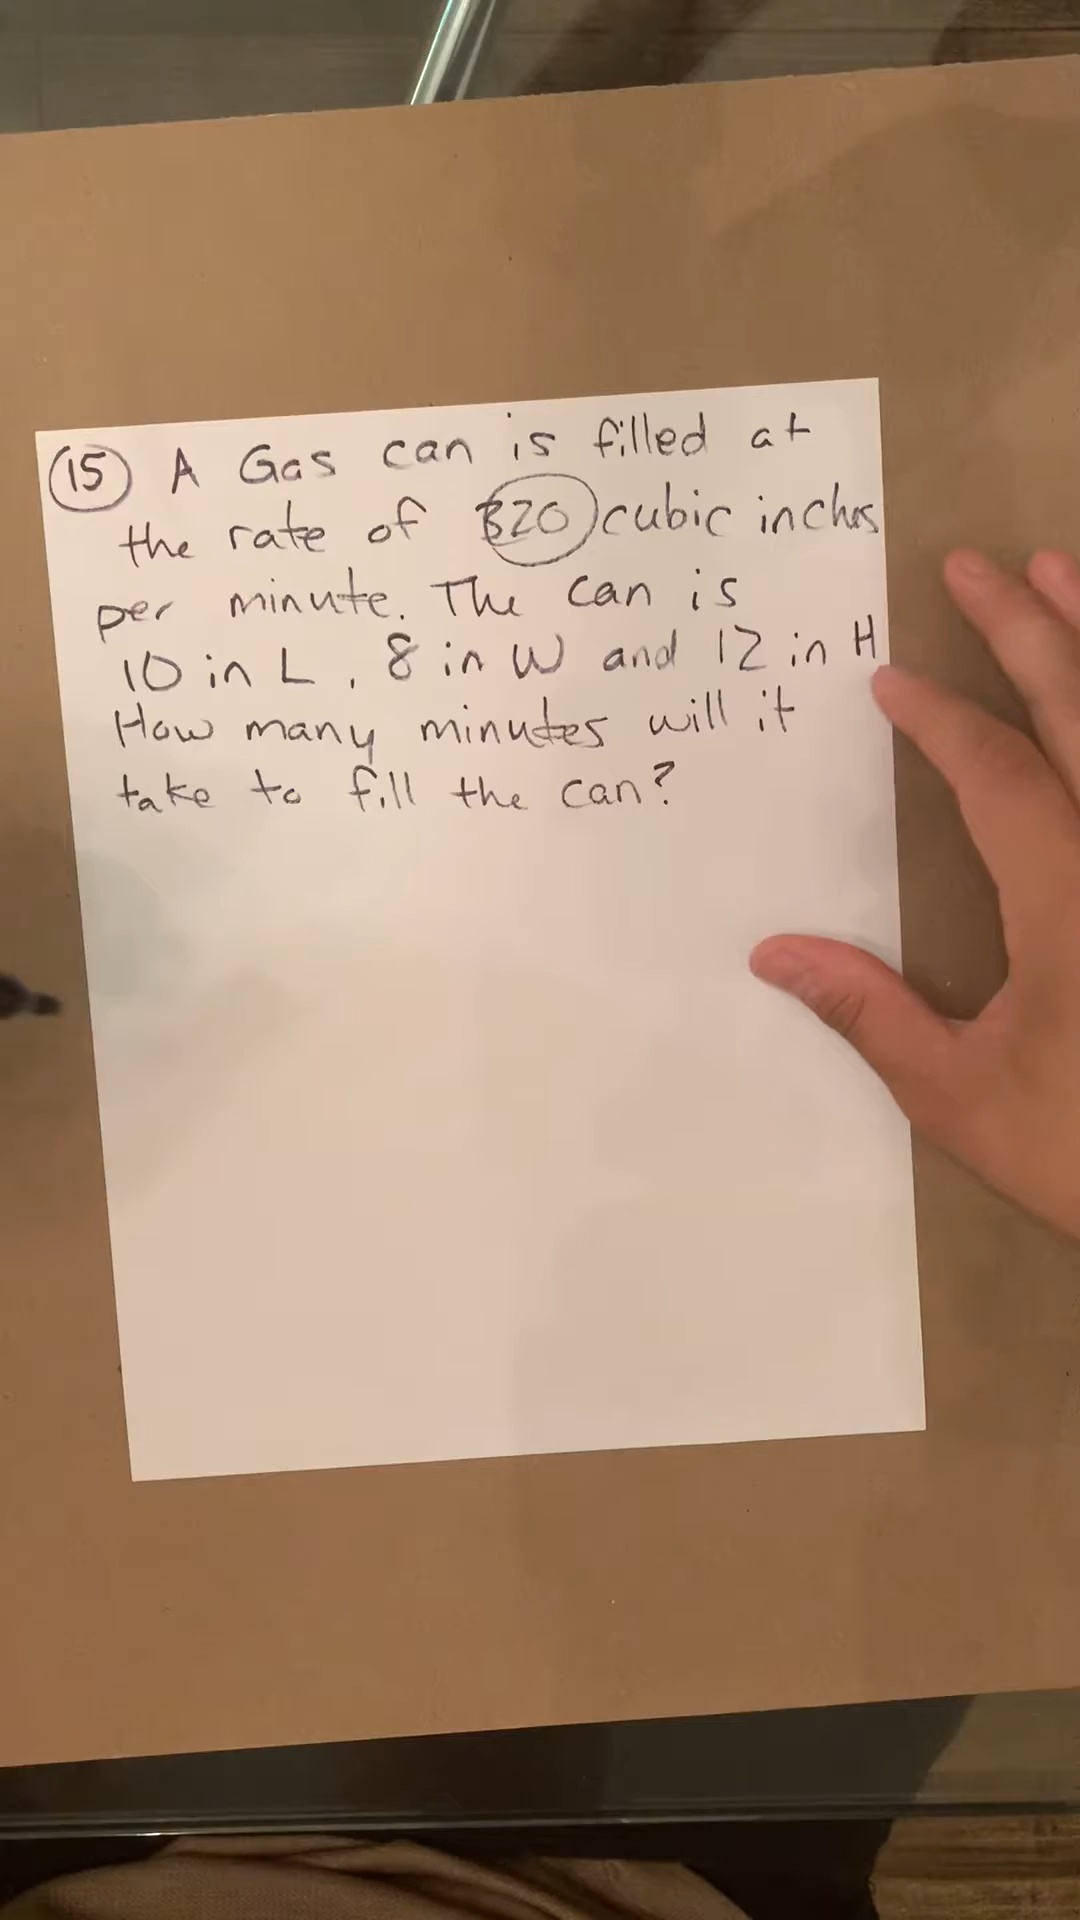 15 A Gas can is filled at
the rate of 320 cubic inches
per minute. The can is
10 in L, 8 in W and 12 in H
How many minutes will it
take to fill the can?